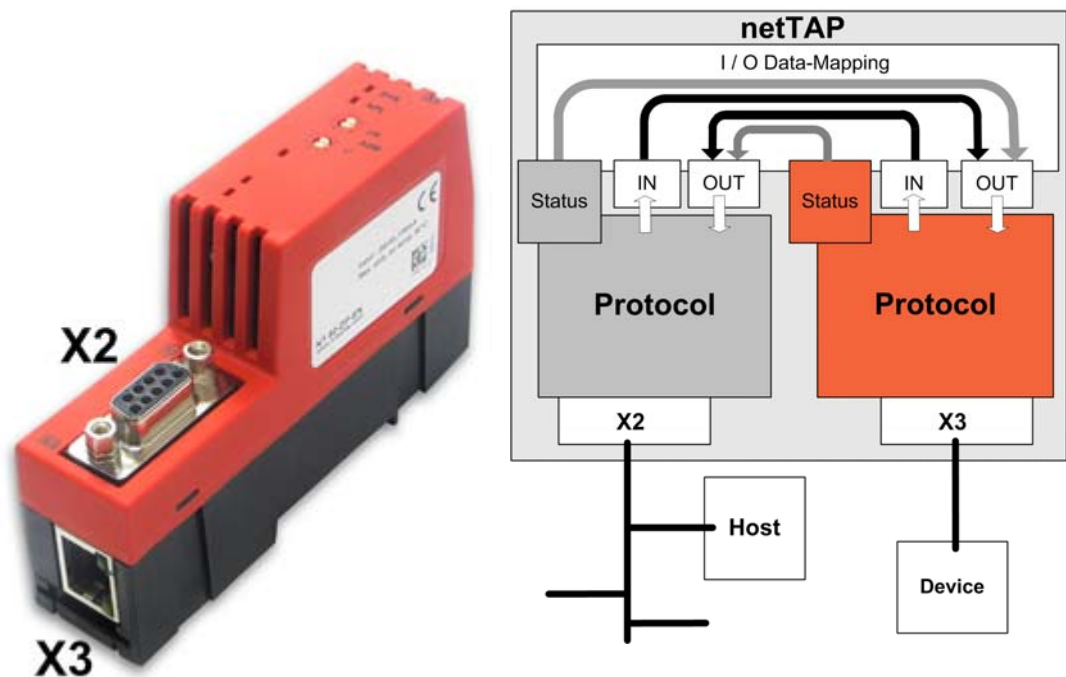 X2
X3
netTAP
I / O Data-Mapping
Status
IN
OUT
Status
IN
OUT
Protocol
Protocol
X2
X3
Host
Device